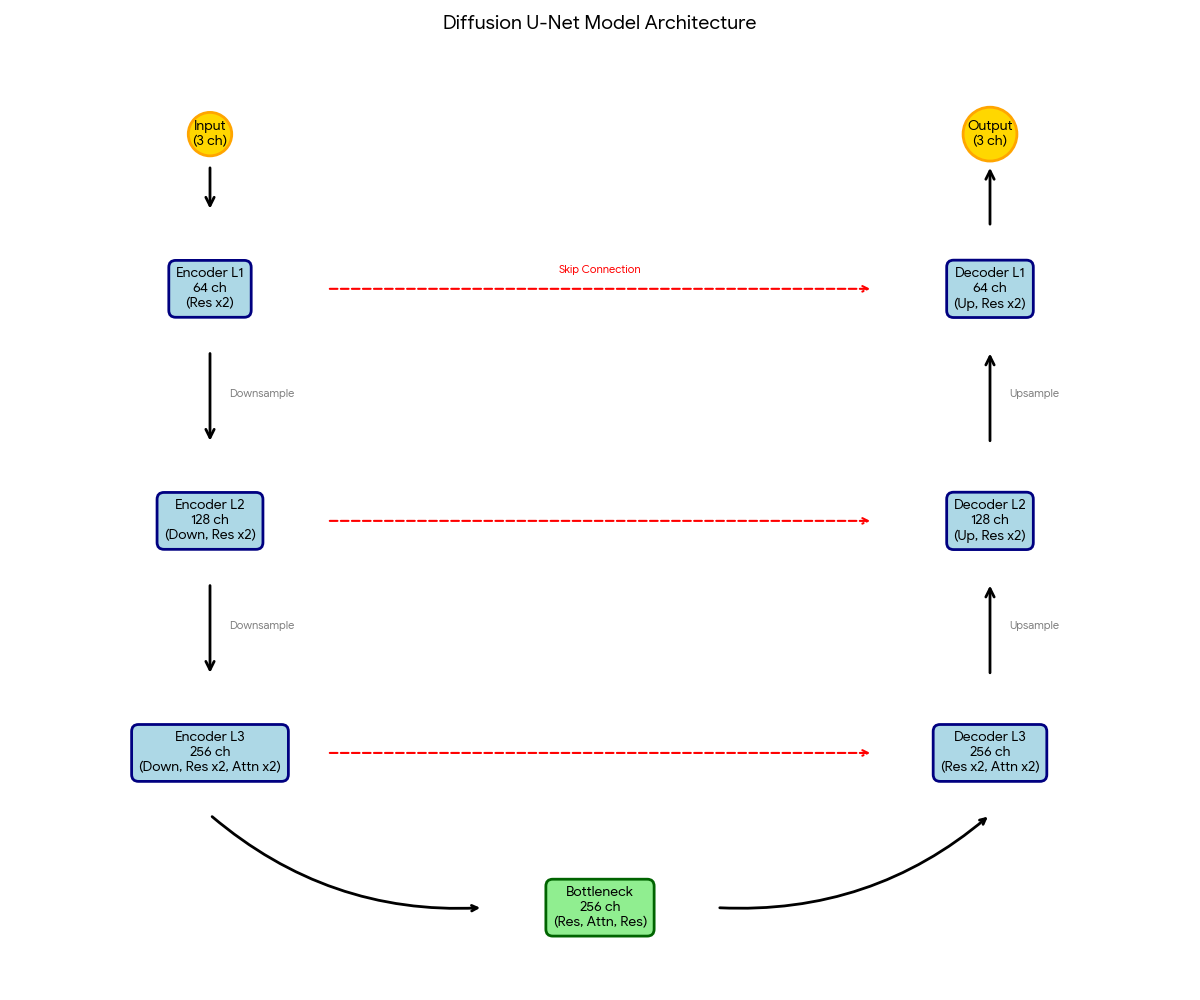 Diffusion U-Net Model Architecture
Input
(3 ch)
Output
(3 ch)
Encoder L1
64 ch
(Res x2)
Skip Connection
Decoder L1
64 ch
(Up, Res x2)
Downsample
Upsample
Encoder L2
128 ch
(Down, Res x2)
Decoder L2
128 ch
(Up, Res x2)
Downsample
Upsample
Encoder L3
256 ch
(Down, Res x2, Attn x2)
Decoder L3
256 ch
(Res x2, Attn x2)
Bottleneck
256 ch
(Res, Attn, Res)